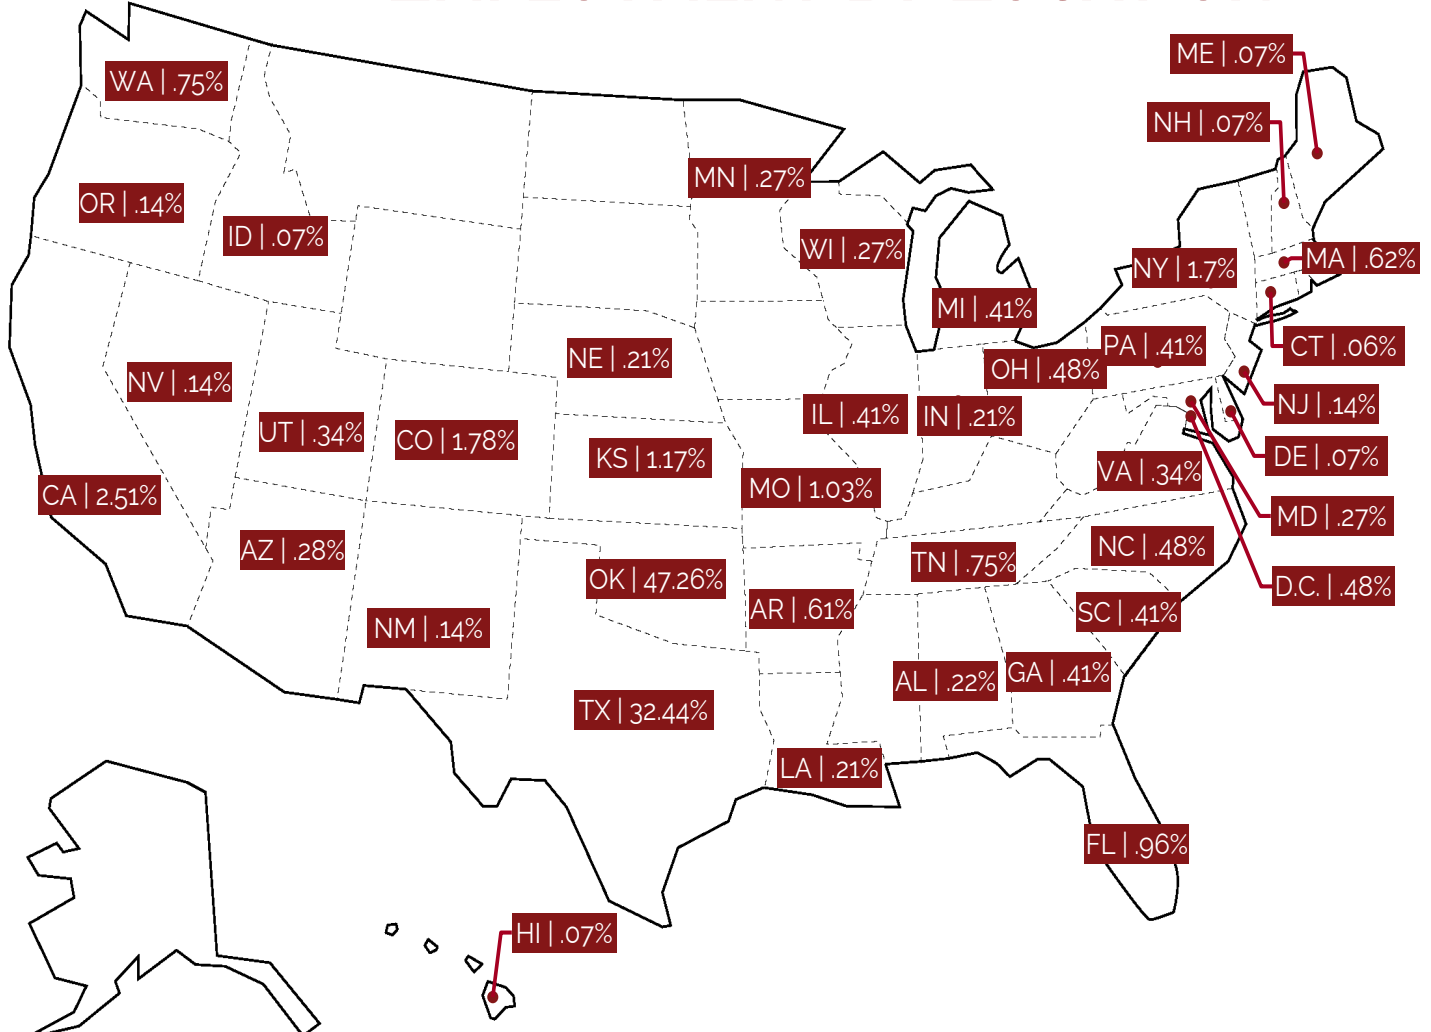 ME | .07%
WA | .75%
NH | .07%
MN | .27%
OR | .14%
ID | .07%
WI | .27%
NY | 1.7%
MA | .62%
MI | .41%
NE | .21%
OH | .48%
PA | .41%
CT | .06%
NV | .14%
NJ | .14%
UT | .34%
CO | 1.78%
IL | .41%
IN | .21%
KS | 1.17%
DE | .07%
VA | .34%
CA | 2.51%
MO | 1.03%
MD | .27%
AZ | .28%
TN | .75%
NC | .48%
OK | 47.26%
D.C. | .48%
AR | .61%
SC | .41%
NM | .14%
AL | .22%
GA | .41%
TX | 32.44%
LA | .21%
FL | .96%
HI | .07%